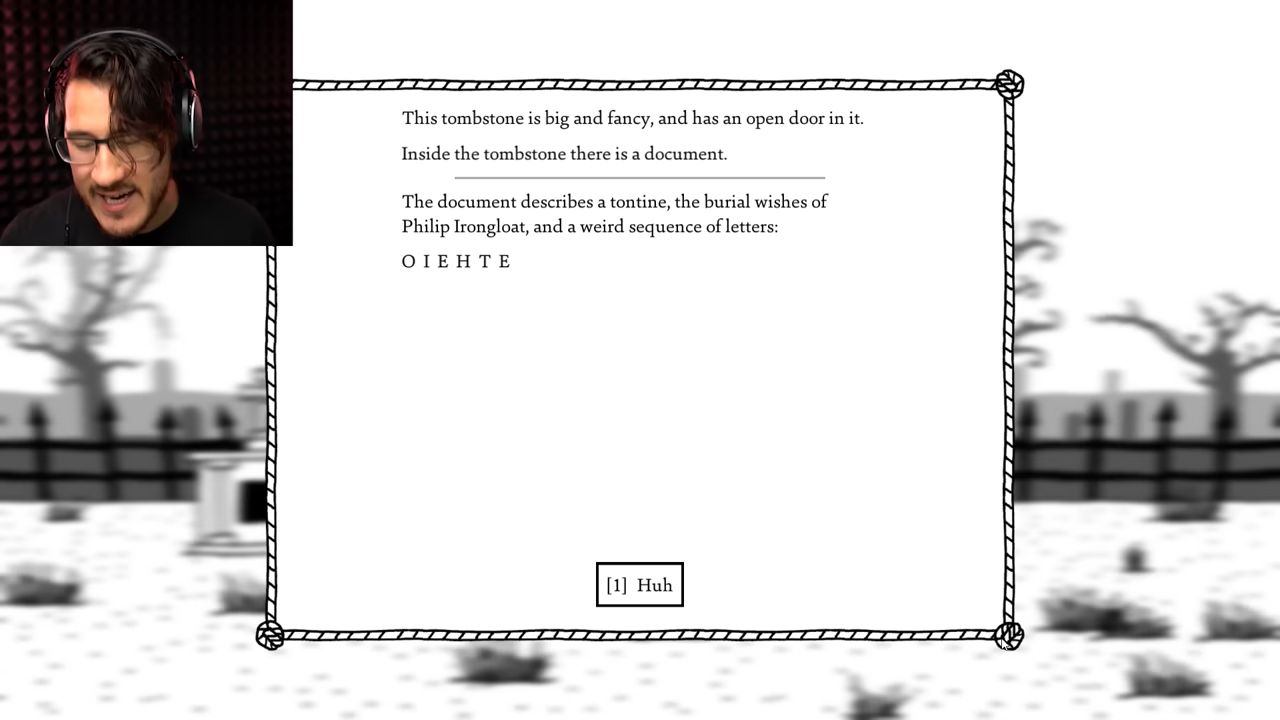 This tombstone is big and fancy, and has an open door in it.
Inside the tombstone there is a document.
The document describes a tontine, the burial wishes of
Philip Irongloat, and a weird sequence of letters:
O I E H T E
[1] Huh